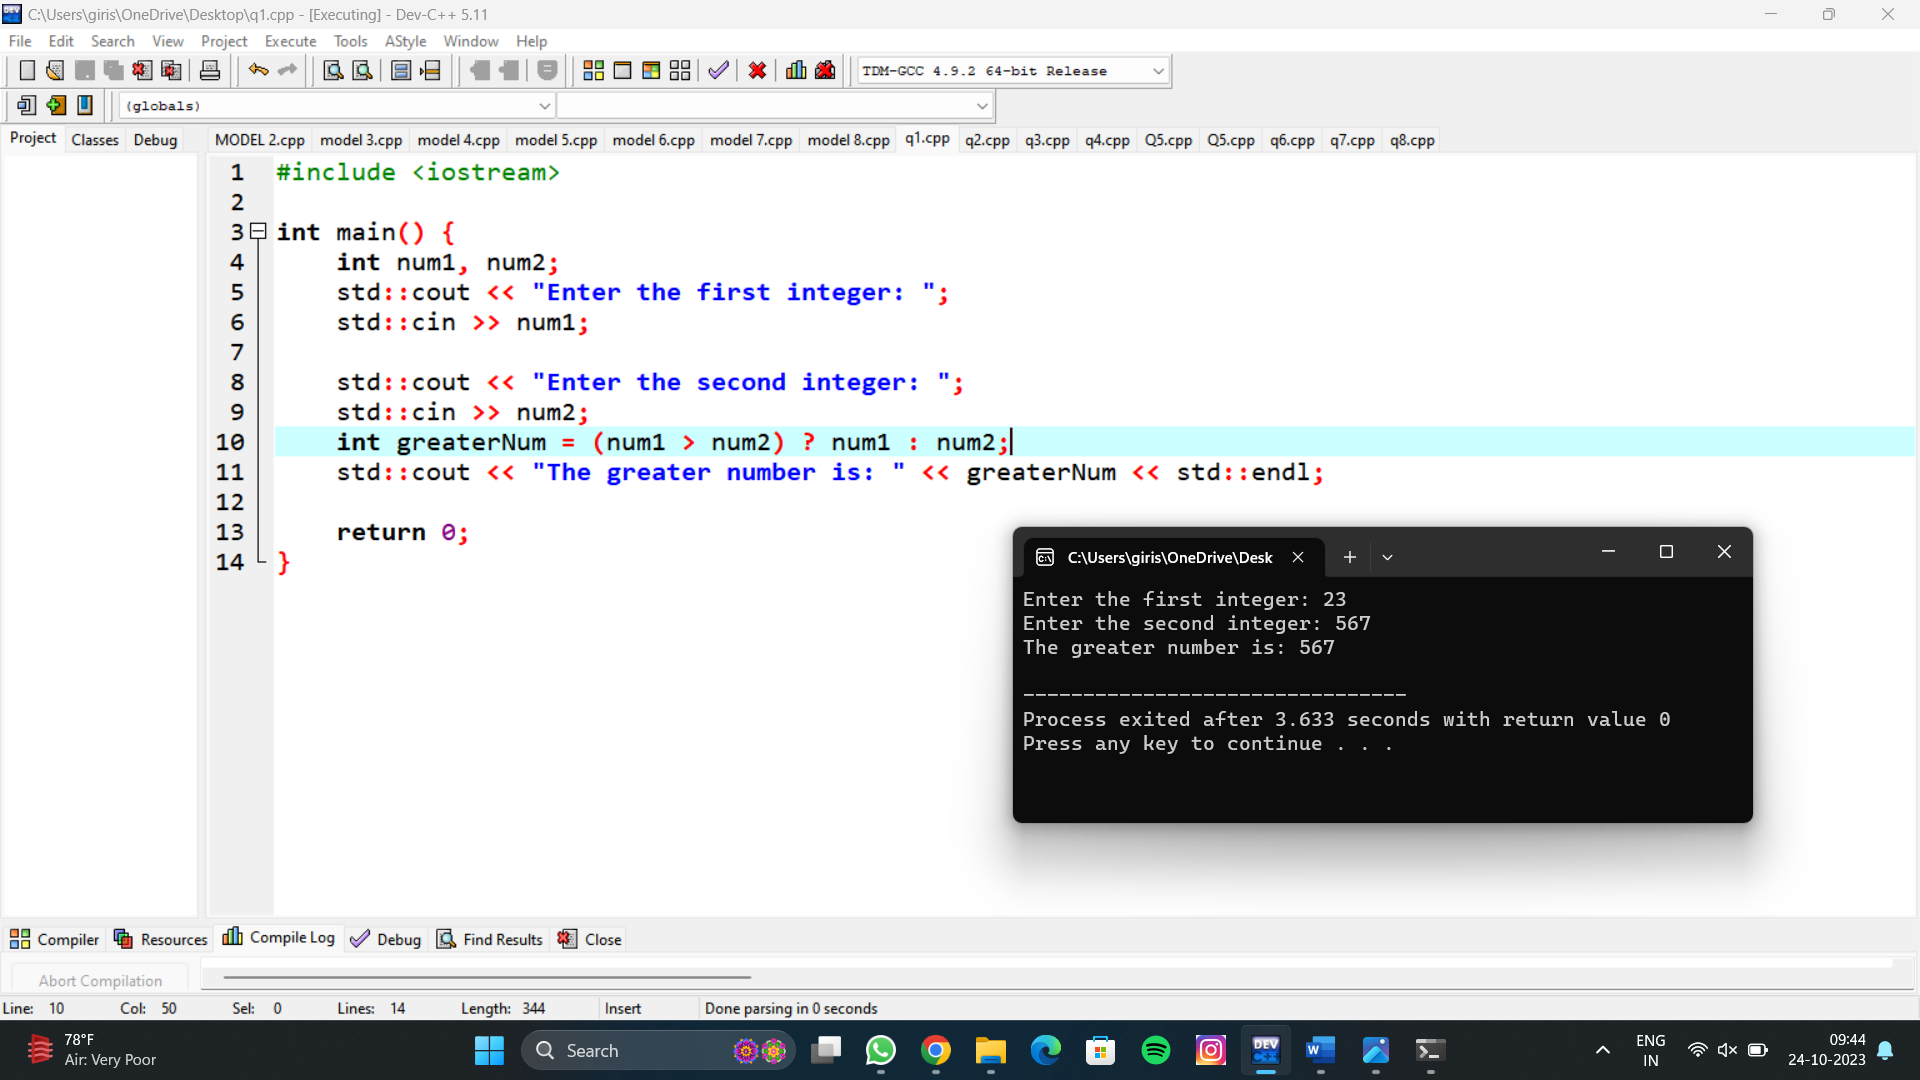 C:\Users\giris\OneDrive\Desktop\q1.cpp - [Executing] - Dev-C++ 5.11
File Edit Search View Project Execute Tools AStyle Window Help
TDM-GCC 4.9.2 64-bit Release
(globals)
Project Classes Debug
MODEL 2.cpp model 3.cpp model 4.cpp model 5.cpp model 6.cpp model 7.cpp model 8.cpp q1.cpp q2.cpp q3.cpp q4.cpp Q5.cpp Q5.cpp q6.cpp q7.cpp q8.cpp
1 #include <iostream>
2
3 int main() {
4 int num1, num2;
5 std::cout << "Enter the first integer: ";
6 std::cin >> num1;
7
8 std::cout << "Enter the second integer: ";
9 std::cin >> num2;
10 int greaterNum = (num1 > num2) ? num1 : num2;
11 std::cout << "The greater number is: " << greaterNum << std::endl;
12
13 return 0;
14 }
C:\Users\giris\OneDrive\Desk
Enter the first integer: 23
Enter the second integer: 567
The greater number is: 567
--------------------------------
Process exited after 3.633 seconds with return value 0
Press any key to continue . . .
Compiler Resources Compile Log Debug Find Results Close
Abort Compilation
Line: 10 Col: 50 Sel: 0 Lines: 14 Length: 344 Insert Done parsing in 0 seconds
78°F
Air: Very Poor
Search
DEV
C++
W
ENG
IN
09:44
24-10-2023